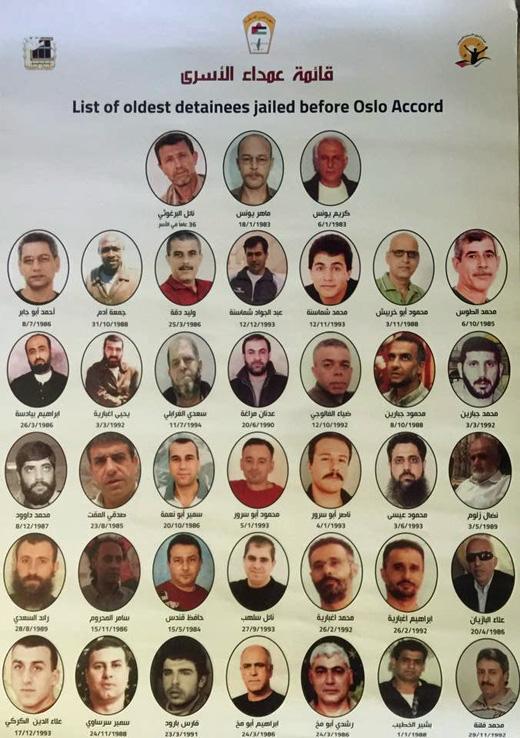 قائمة عمداء الأسرى
List of oldest detainees jailed before Oslo Accord
نائل البرغوثي ماهر يونس كريم يونس
36 عاما في الأسر 18/1/1983 6/1/1983
أحمد أبو جابر جمعة آدم وليد دقة عبد الجواد شماسنة محمد شماسنة محمود أبو خربيش محمد الطوس
8/7/1986 31/10/1988 25/3/1986 12/12/1993 12/11/1993 3/11/1988 6/10/1985
ابراهيم بيادسة يحيى اغبارية سعدي الغرابلي عدنان مراغة ضياء الفالوجي محمود جبارين محمد جبارين
26/3/1986 3/3/1992 11/7/1994 20/6/1990 12/10/1992 8/10/1988 3/3/1992
محمد داوود صدقي المقت سمير أبو نعمة محمود أبو سرور ناصر أبو سرور محمود عيسى نضال زلوم
8/12/1987 23/8/1985 20/10/1986 5/1/1993 4/1/1993 3/6/1993 3/5/1989
رائد السعدي سامر المحروم حافظ قندس نائل سلهب محمد اغبارية ابراهيم اغبارية علاء البازيان
28/8/1989 15/11/1986 15/5/1984 27/9/1993 26/2/1992 26/2/1992 20/4/1986
علاء الدين الكركي سمير سرساوي فارس بارود ابراهيم أبو مخ رشدي أبو مخ بشير الخطيب محمد فلنة
17/12/1993 24/11/1988 23/3/1991 24/3/1986 24/3/1986 1/1/1988 29/11/1992